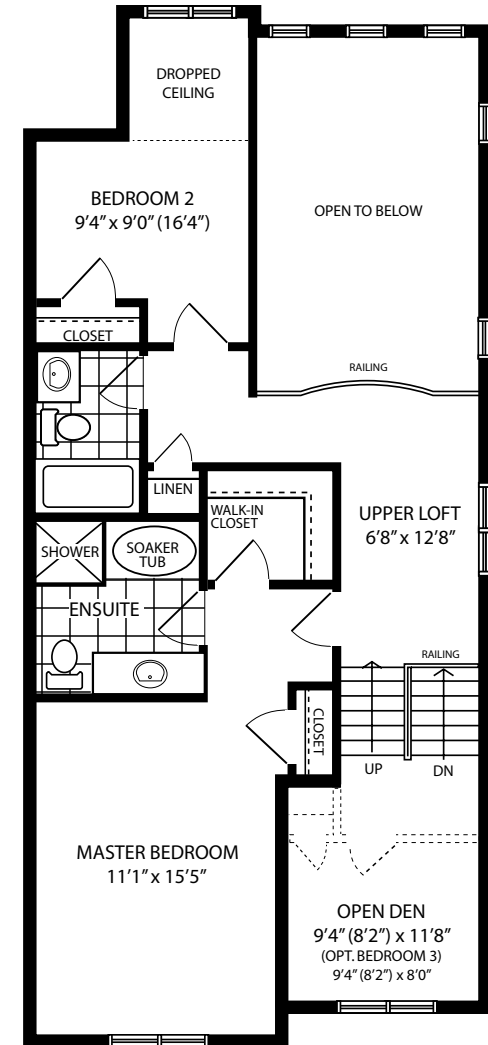 DROPPED
CEILING
BEDROOM 2
9'4" x 9'0" (16'4")
OPEN TO BELOW
CLOSET
RAILING
LINEN
WALK-IN
CLOSET
UPPER LOFT
6'8" x 12'8"
SHOWER
SOAKER
TUB
ENSUITE
RAILING
CLOSET
UP
DN
MASTER BEDROOM
11'1" x 15'5"
OPEN DEN
9'4" (8'2") x 11'8"
(OPT. BEDROOM 3)
9'4" (8'2") x 8'0"